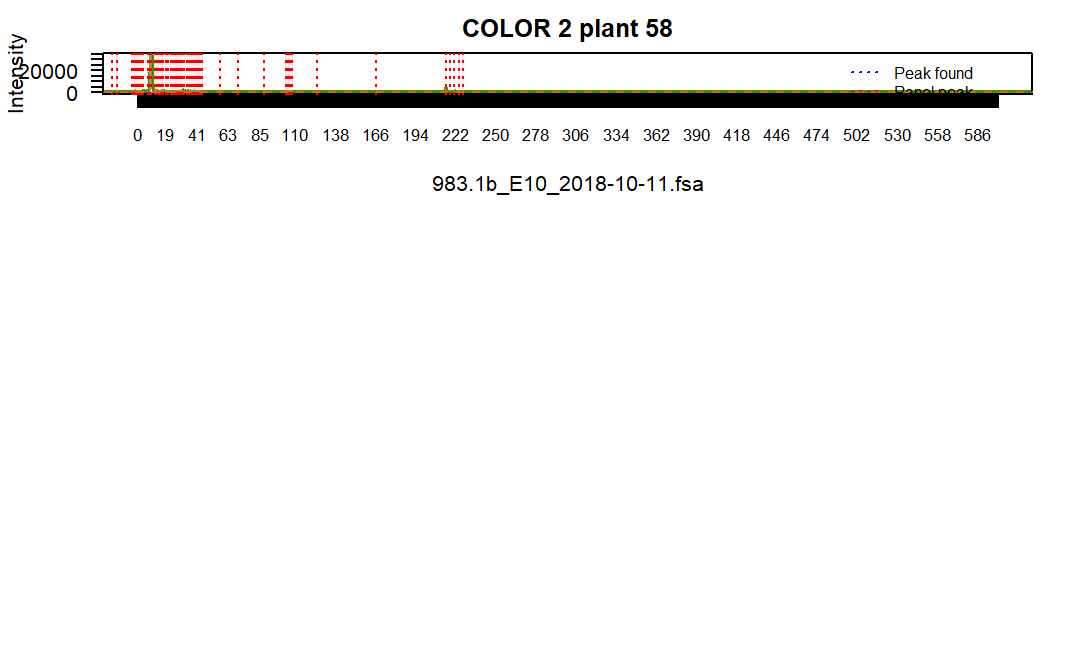 COLOR 2 plant 58
Intensity
20000
0
Peak found
Panel peak
0 19 41 63 85 110 138 166 194 222 250 278 306 334 362 390 418 446 474 502 530 558 586
983.1b_E10_2018-10-11.fsa